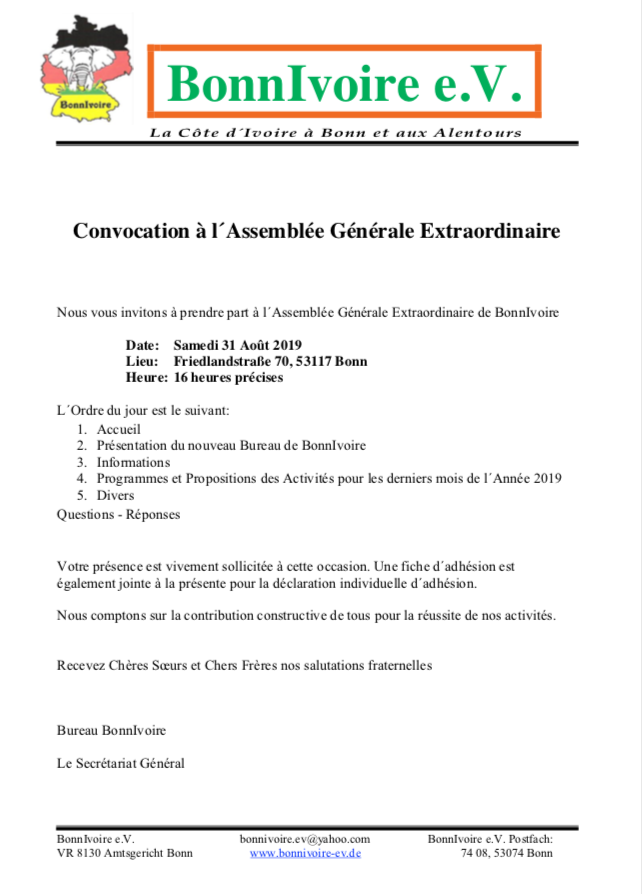 BonnIvoire
BonnIvoire e.V.
La Côte d´Ivoire à Bonn et aux Alentours
Convocation à l´Assemblée Générale Extraordinaire
Nous vous invitons à prendre part à l´Assemblée Générale Extraordinaire de BonnIvoire
Date: Samedi 31 Août 2019
Lieu: Friedlandstraße 70, 53117 Bonn
Heure: 16 heures précises
L´Ordre du jour est le suivant:
1. Accueil
2. Présentation du nouveau Bureau de BonnIvoire
3. Informations
4. Programmes et Propositions des Activités pour les derniers mois de l´Année 2019
5. Divers
Questions - Réponses
Votre présence est vivement sollicitée à cette occasion. Une fiche d´adhésion est
également jointe à la présente pour la déclaration individuelle d´adhésion.
Nous comptons sur la contribution constructive de tous pour la réussite de nos activités.
Recevez Chères Sœurs et Chers Frères nos salutations fraternelles
Bureau BonnIvoire
Le Secrétariat Général
BonnIvoire e.V. bonnivoire.ev@yahoo.com BonnIvoire e.V. Postfach:
VR 8130 Amtsgericht Bonn www.bonnivoire-ev.de 74 08, 53074 Bonn